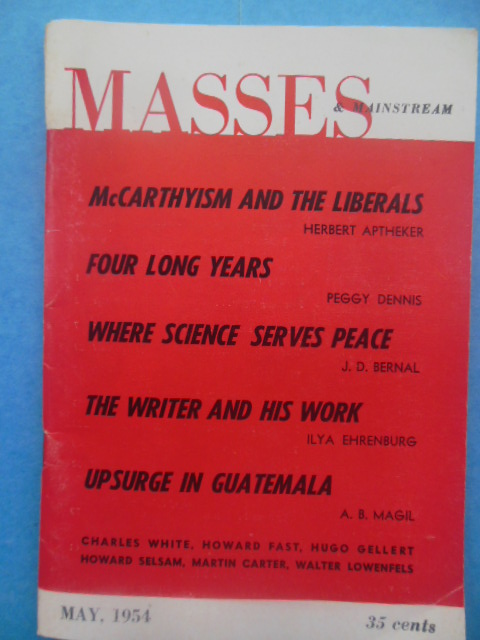 MASSES
& MAINSTREAM
McCARTHYISM AND THE LIBERALS
HERBERT APTHEKER
FOUR LONG YEARS
PEGGY DENNIS
WHERE SCIENCE SERVES PEACE
J. D. BERNAL
THE WRITER AND HIS WORK
ILYA EHRENBURG
UPSURGE IN GUATEMALA
A. B. MAGIL
CHARLES WHITE, HOWARD FAST, HUGO GELLERT
HOWARD SELSAM, MARTIN CARTER, WALTER LOWENFELS
MAY, 1954
35 cents